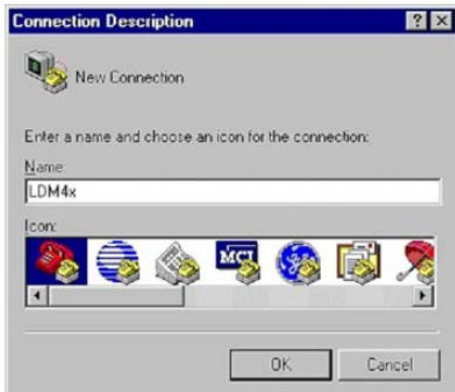 Connection Description
New Connection
Enter a name and choose an icon for the connection:
Name:
LDM4x
Icon:
MCI
OK Cancel